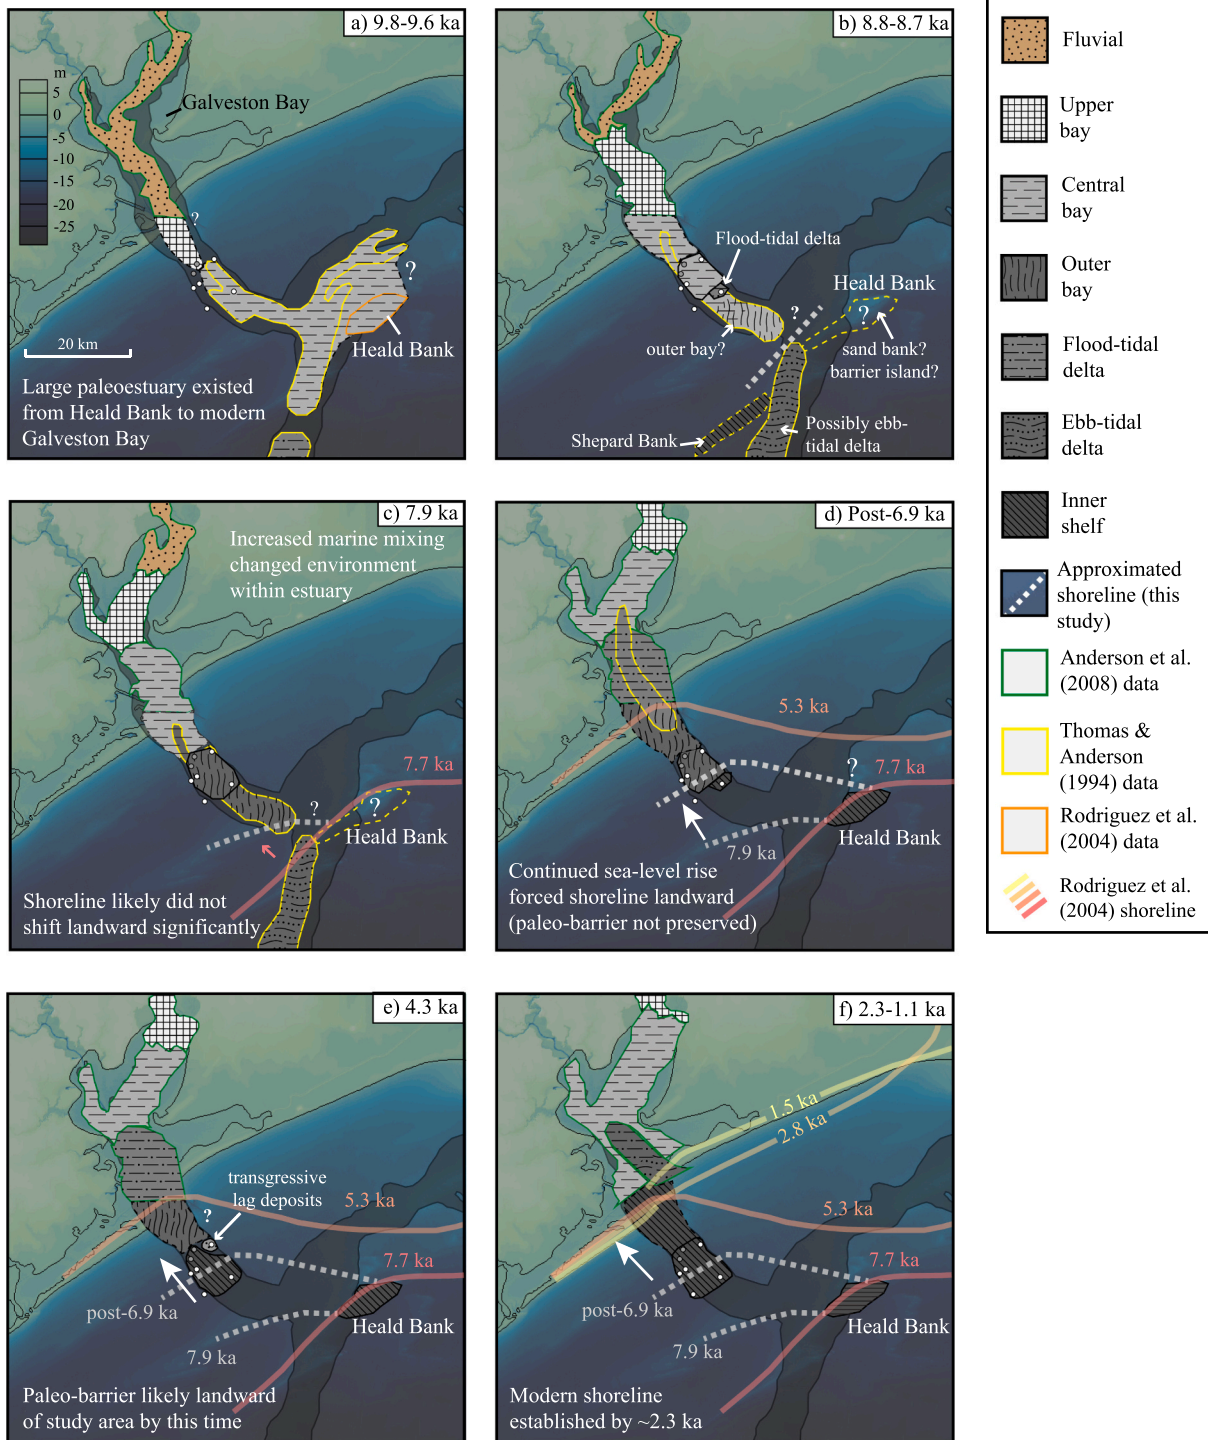 a) 9.8-9.6 ka
m
5
0
-5
-10
-15
-20
-25
Galveston Bay
?
?
Heald Bank
20 km
Large paleoestuary existed
from Heald Bank to modern
Galveston Bay
b) 8.8-8.7 ka
Flood-tidal delta
Heald Bank
?
?
outer bay?
sand bank?
barrier island?
Shepard Bank
Possibly ebb-
tidal delta
c) 7.9 ka
Increased marine mixing
changed environment
within estuary
7.7 ka
?
?
Heald Bank
Shoreline likely did not
shift landward significantly
d) Post-6.9 ka
5.3 ka
?
7.7 ka
Heald Bank
7.9 ka
Continued sea-level rise
forced shoreline landward
(paleo-barrier not preserved)
e) 4.3 ka
transgressive
lag deposits
?
5.3 ka
7.7 ka
post-6.9 ka
Heald Bank
7.9 ka
Paleo-barrier likely landward
of study area by this time
f) 2.3-1.1 ka
1.5 ka
2.8 ka
5.3 ka
7.7 ka
post-6.9 ka
Heald Bank
7.9 ka
Modern shoreline
established by ~2.3 ka
Fluvial
Upper
bay
Central
bay
Outer
bay
Flood-tidal
delta
Ebb-tidal
delta
Inner
shelf
Approximated
shoreline (this
study)
Anderson et al.
(2008) data
Thomas &
Anderson
(1994) data
Rodriguez et al.
(2004) data
Rodriguez et al.
(2004) shoreline